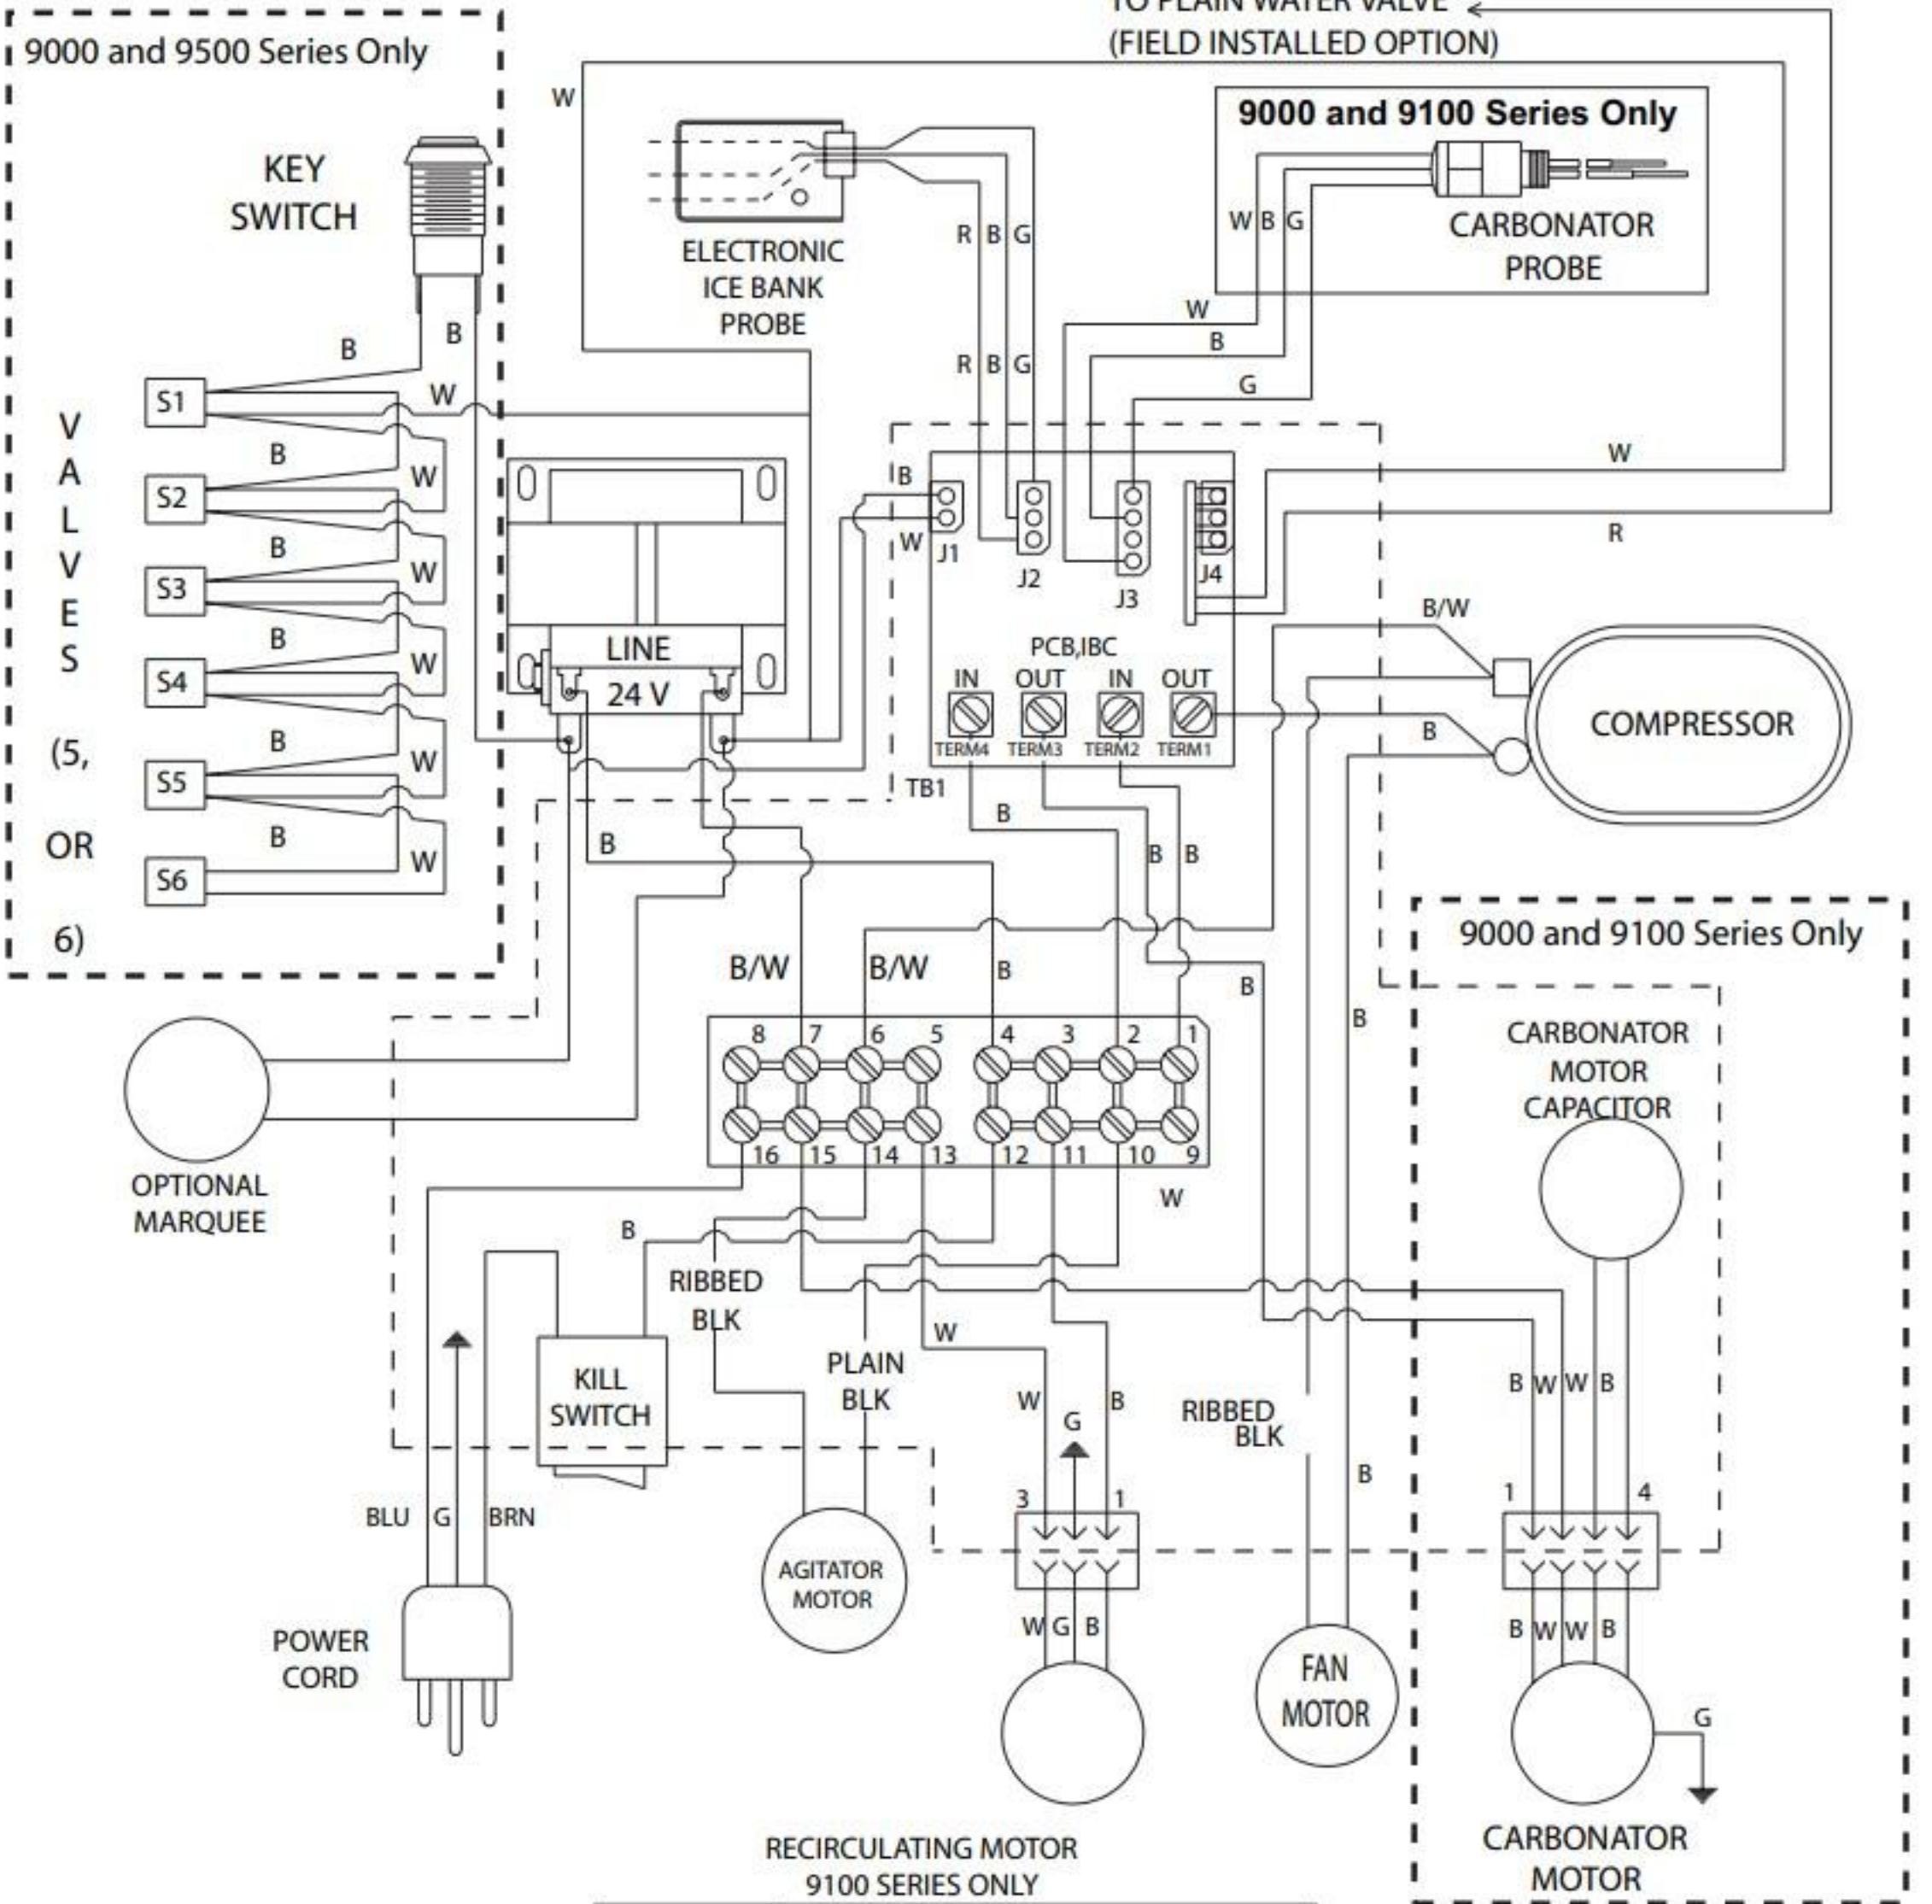 TO PLAIN WATER VALVE
(FIELD INSTALLED OPTION)
9000 and 9500 Series Only
KEY
SWITCH
B
B
W
V
A
L
V
E
S
(5,
OR
6)
S1
S2
S3
S4
S5
S6
B
W
B
W
B
W
B
W
B
W
W
ELECTRONIC
ICE BANK
PROBE
R B G
R B G
9000 and 9100 Series Only
W B G
CARBONATOR
PROBE
W
B
G
W
R
LINE
24 V
B
W
J1
J2
J3
J4
PCB,IBC
IN OUT IN OUT
TERM4 TERM3 TERM2 TERM1
TB1
B/W
B
COMPRESSOR
B
B
B B
B/W
B/W
B
B
B
8 7 6 5 4 3 2 1
16 15 14 13 12 11 10 9
W
OPTIONAL
MARQUEE
B
RIBBED
BLK
PLAIN
BLK
W
KILL
SWITCH
W
G
B
3
1
RIBBED
BLK
B
BLU G BRN
POWER
CORD
AGITATOR
MOTOR
W G B
RECIRCULATING MOTOR
9100 SERIES ONLY
FAN
MOTOR
9000 and 9100 Series Only
CARBONATOR
MOTOR
CAPACITOR
B W W B
1
4
B W W B
G
CARBONATOR
MOTOR